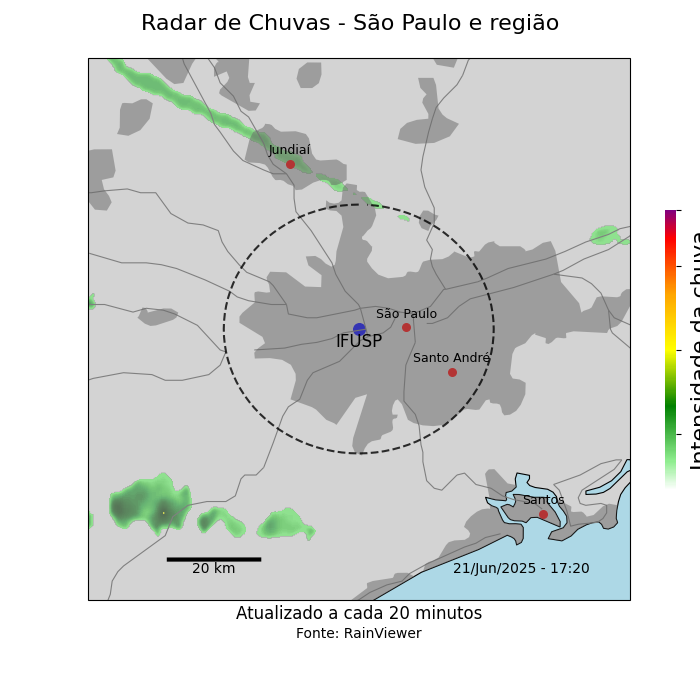 Radar de Chuvas - São Paulo e região
Jundiaí
São Paulo
IFUSP
Santo André
Santos
20 km
21/Jun/2025 - 17:20
Intensidade da chuva
Atualizado a cada 20 minutos
Fonte: RainViewer